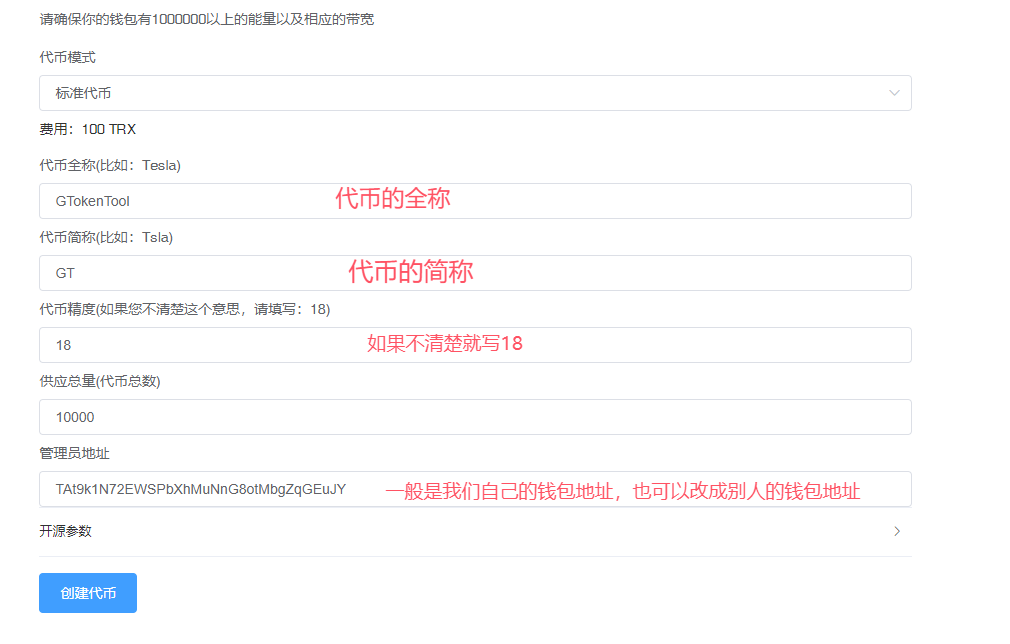 请确保你的钱包有1000000以上的能量以及相应的带宽
代币模式
标准代币
费用：100 TRX
代币全称(比如：Tesla)
GTokenTool 代币的全称
代币简称(比如：Tsla)
GT 代币的简称
代币精度(如果您不清楚这个意思，请填写：18)
18 如果不清楚就写18
供应总量(代币总数)
10000
管理员地址
TAt9k1N72EWSPbXhMuNnG8otMbgZqGEuJY 一般是我们自己的钱包地址，也可以改成别人的钱包地址
开源参数
创建代币